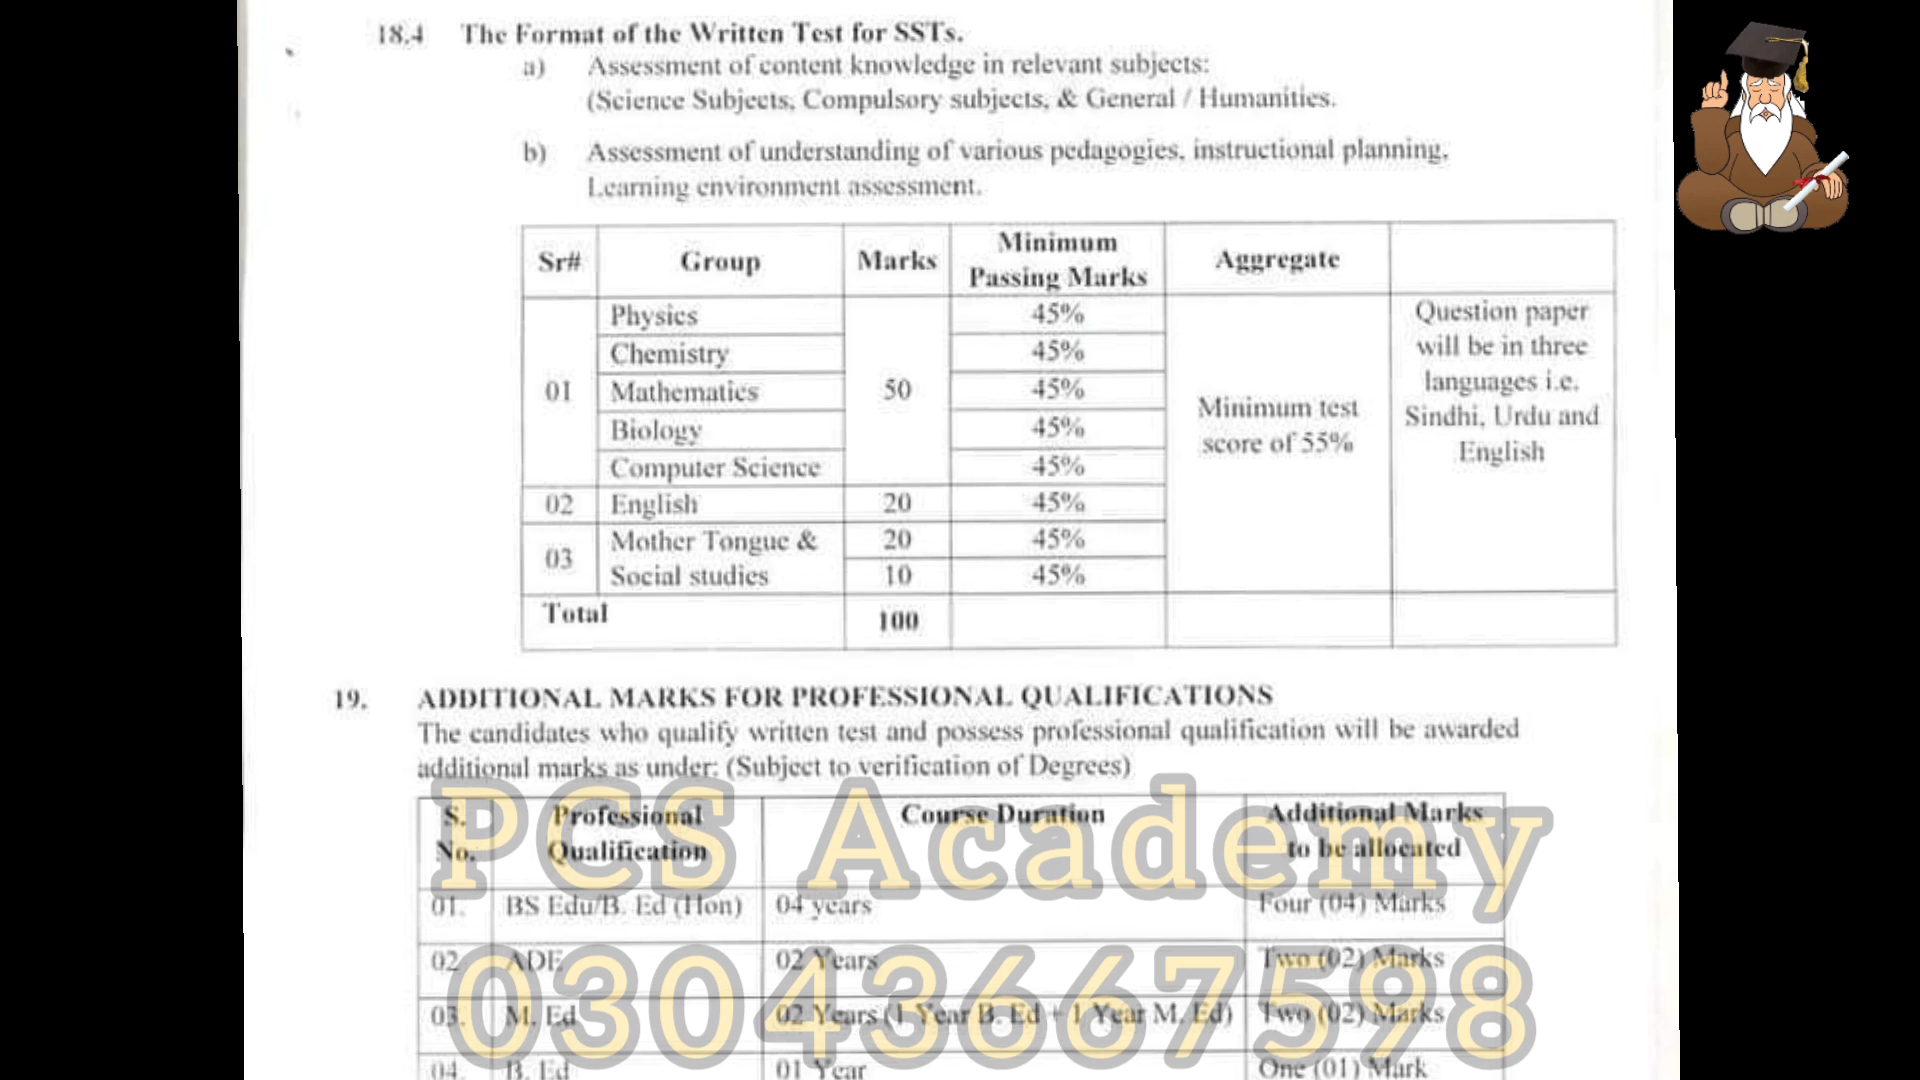 18.4 The Format of the Written Test for SSTs.
a) Assessment of content knowledge in relevant subjects:
(Science Subjects, Compulsory subjects, & General / Humanities.
b) Assessment of understanding of various pedagogies, instructional planning,
Learning environment assessment.
Sr# Group Marks Minimum Passing Marks Aggregate
01 Physics 50 45% Minimum test score of 55% Question paper will be in three languages i.e. Sindhi, Urdu and English
Chemistry 45%
Mathematics 45%
Biology 45%
Computer Science 45%
02 English 20 45%
03 Mother Tongue & 20 45%
Social studies 10 45%
Total 100
19. ADDITIONAL MARKS FOR PROFESSIONAL QUALIFICATIONS
The candidates who qualify written test and possess professional qualification will be awarded
additional marks as under: (Subject to verification of Degrees)
S. No. Professional Qualification Course Duration Additional Marks to be allocated
01. BS Edu/B. Ed (Hon) 04 years Four (04) Marks
02 ADE 02 Years Two (02) Marks
03. M. Ed 02 Years (1 Year B. Ed + 1 Year M. Ed) Two (02) Marks
04. B. Ed 01 Year One (01) Mark
PCS Academy
03043667598